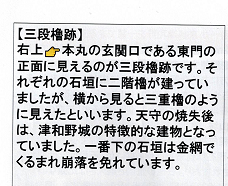 【三段櫓跡】
右上👉本丸の玄関口である東門の
正面に見えるのが三段櫓跡です。そ
れぞれの石垣に二階櫓が建ってい
ましたが、横から見ると三重櫓のよう
に見えたといいます。天守の焼失後
は、津和野城の特徴的な建物となっ
ていました。一番下の石垣は金網で
くるまれ崩落を免れています。